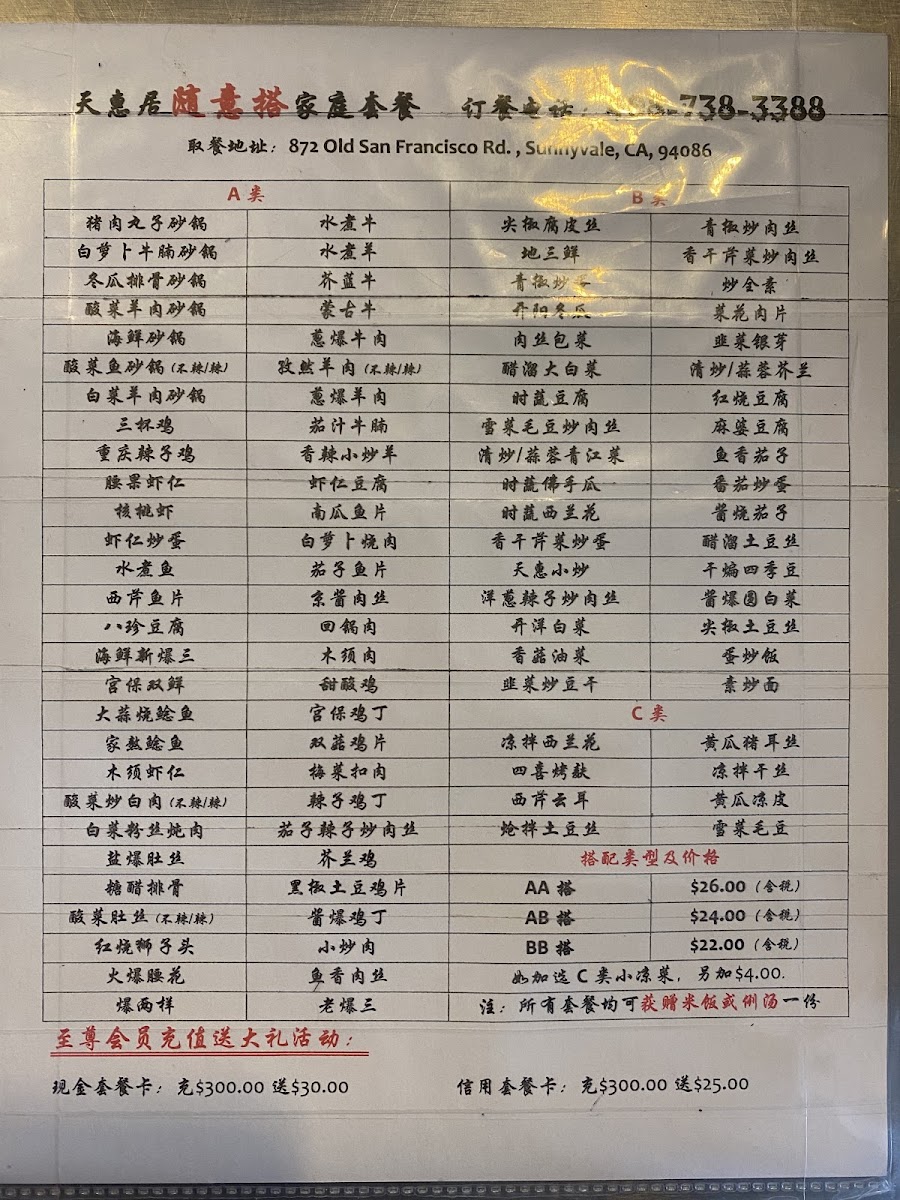 天惠居随意搭家庭套餐 订餐电话：738-3388
取餐地址：872 Old San Francisco Rd. , Sunnyvale, CA, 94086
A 类 B 类
猪肉丸子砂锅 水煮牛 尖椒腐皮丝 青椒炒肉丝
白萝卜牛腩砂锅 水煮羊 地三鲜 香干芹菜炒肉丝
冬瓜排骨砂锅 芥蓝牛 青椒炒 炒全素
酸菜羊肉砂锅 蒙古牛 开阳冬瓜 菜花肉片
海鲜砂锅 葱爆牛肉 肉丝包菜 韭菜银芽
酸菜鱼砂锅 (不辣/辣) 孜然羊肉 (不辣/辣) 醋溜大白菜 清炒/蒜蓉芥兰
白菜羊肉砂锅 葱爆羊肉 时蔬豆腐 红烧豆腐
三杯鸡 茄汁牛腩 雪菜毛豆炒肉丝 麻婆豆腐
重庆辣子鸡 香辣小炒羊 清炒/蒜蓉青江菜 鱼香茄子
腰果虾仁 虾仁豆腐 时蔬佛手瓜 番茄炒蛋
核桃虾 南瓜鱼片 时蔬西兰花 酱烧茄子
虾仁炒蛋 白萝卜烧肉 香干芹菜炒蛋 醋溜土豆丝
水煮鱼 茄子鱼片 天惠小炒 干煸四季豆
西芹鱼片 京酱肉丝 洋葱辣子炒肉丝 酱爆圆白菜
八珍豆腐 回锅肉 开洋白菜 尖椒土豆丝
海鲜新爆三 木须肉 香菇油菜 蛋炒饭
宫保双鲜 甜酸鸡 韭菜炒豆干 素炒面
大蒜烧鲶鱼 宫保鸡丁 C 类
家熬鲶鱼 双菇鸡片 凉拌西兰花 黄瓜猪耳丝
木须虾仁 梅菜扣肉 四喜烤麸 凉拌干丝
酸菜炒白肉 (不辣/辣) 辣子鸡丁 西芹云耳 黄瓜凉皮
白菜粉丝炖肉 茄子辣子炒肉丝 炝拌土豆丝 雪菜毛豆
盐爆肚丝 芥兰鸡 搭配类型及价格
糖醋排骨 黑椒土豆鸡片 AA 搭 $26.00 (含税)
酸菜肚丝 (不辣/辣) 酱爆鸡丁 AB 搭 $24.00 (含税)
红烧狮子头 小炒肉 BB 搭 $22.00 (含税)
火爆腰花 鱼香肉丝 如加选 C 类小凉菜，另加$4.00.
爆两样 老爆三 注：所有套餐均可获赠米饭或例汤一份
至尊会员充值送大礼活动：
现金套餐卡：充$300.00 送$30.00 信用套餐卡：充$300.00 送$25.00